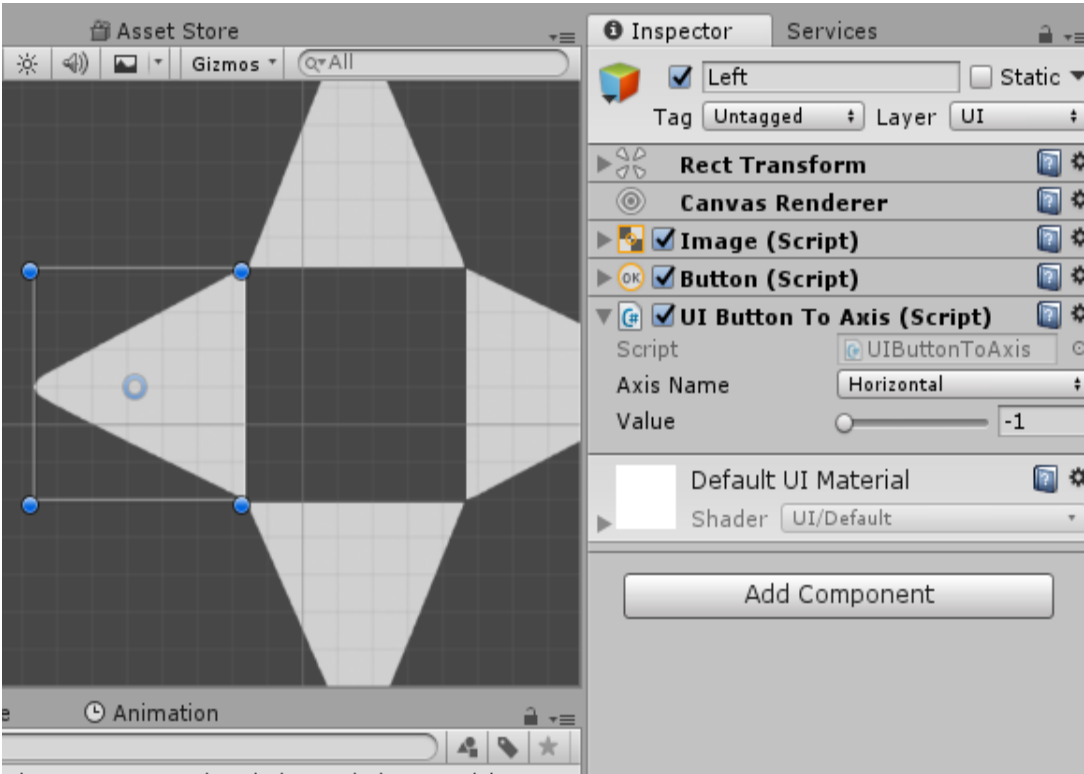 Asset Store
Gizmos
All
Inspector
Services
Left
Static
Tag
Untagged
Layer
UI
Rect Transform
Canvas Renderer
Image (Script)
OK
Button (Script)
C#
UI Button To Axis (Script)
Script
UIButtonToAxis
Axis Name
Horizontal
Value
-1
Default UI Material
Shader
UI/Default
Add Component
Animation